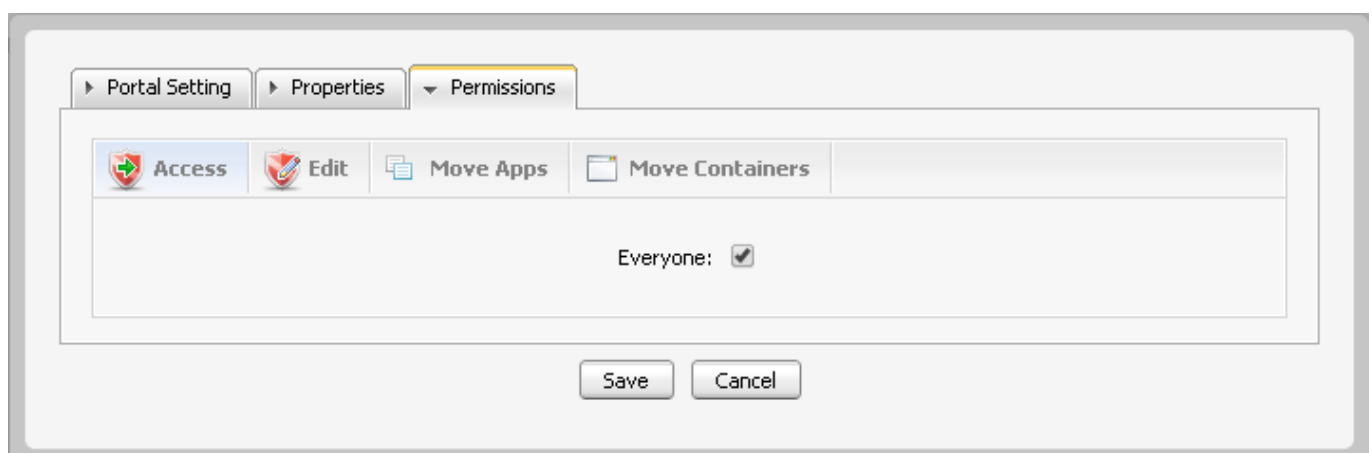 Portal Setting Properties Permissions
Access Edit Move Apps Move Containers
Everyone:
Save Cancel